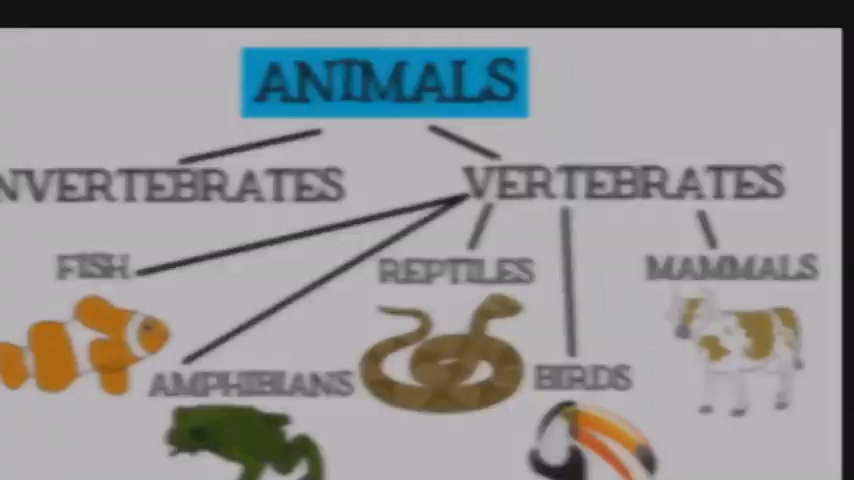 ANIMALS
NVERTEBRATES
VERTEBRATES
FISH
REPTILES
MAMMALS
AMPHIBIANS
BIRDS